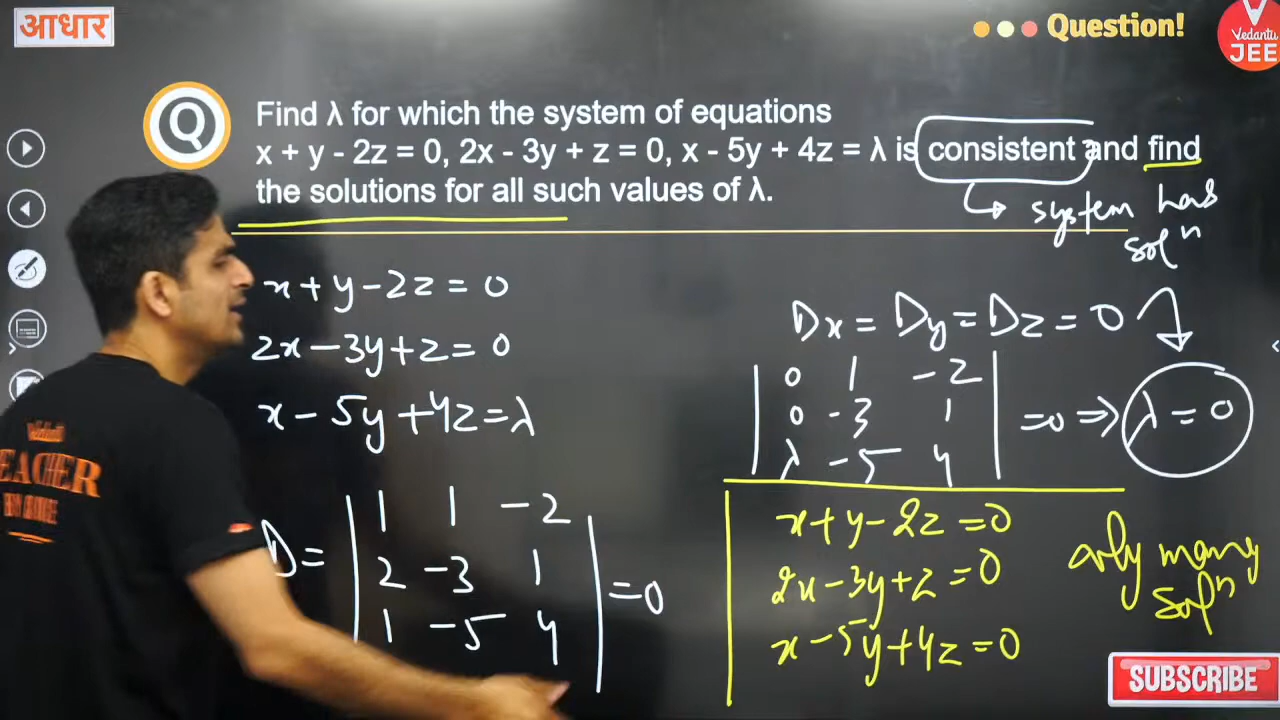 आधार
Question!
Vedantu
JEE
Q
Find λ for which the system of equations
x + y - 2z = 0, 2x - 3y + z = 0, x - 5y + 4z = λ is consistent and find
the solutions for all such values of λ.
→ system has
solⁿ
x + y - 2z = 0
2x - 3y + z = 0
x - 5y + 4z = λ
D = | 1 1 -2 |
| 2 -3 1 | = 0
| 1 -5 4 |
Dx = Dy = Dz = 0
| 0 1 -2 |
| 0 -3 1 | = 0 ⇒ λ = 0
| λ -5 4 |
x + y - 2z = 0
2x - 3y + z = 0
x - 5y + 4z = 0
many
solⁿ
EACHER
SUBSCRIBE